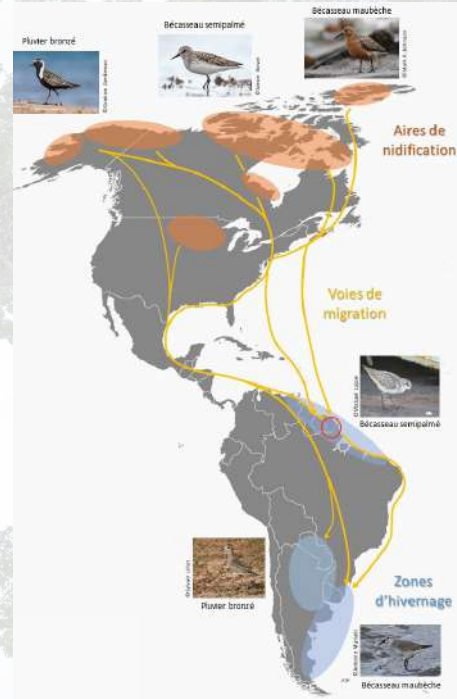 Bécasseau maubèche
Bécasseau semipalmé
Pluvier bronzé
Aires de
nidification
Voies de
migration
Bécasseau semipalmé
Pluvier bronzé
Zones
d'hivernage
Bécasseau maubèche